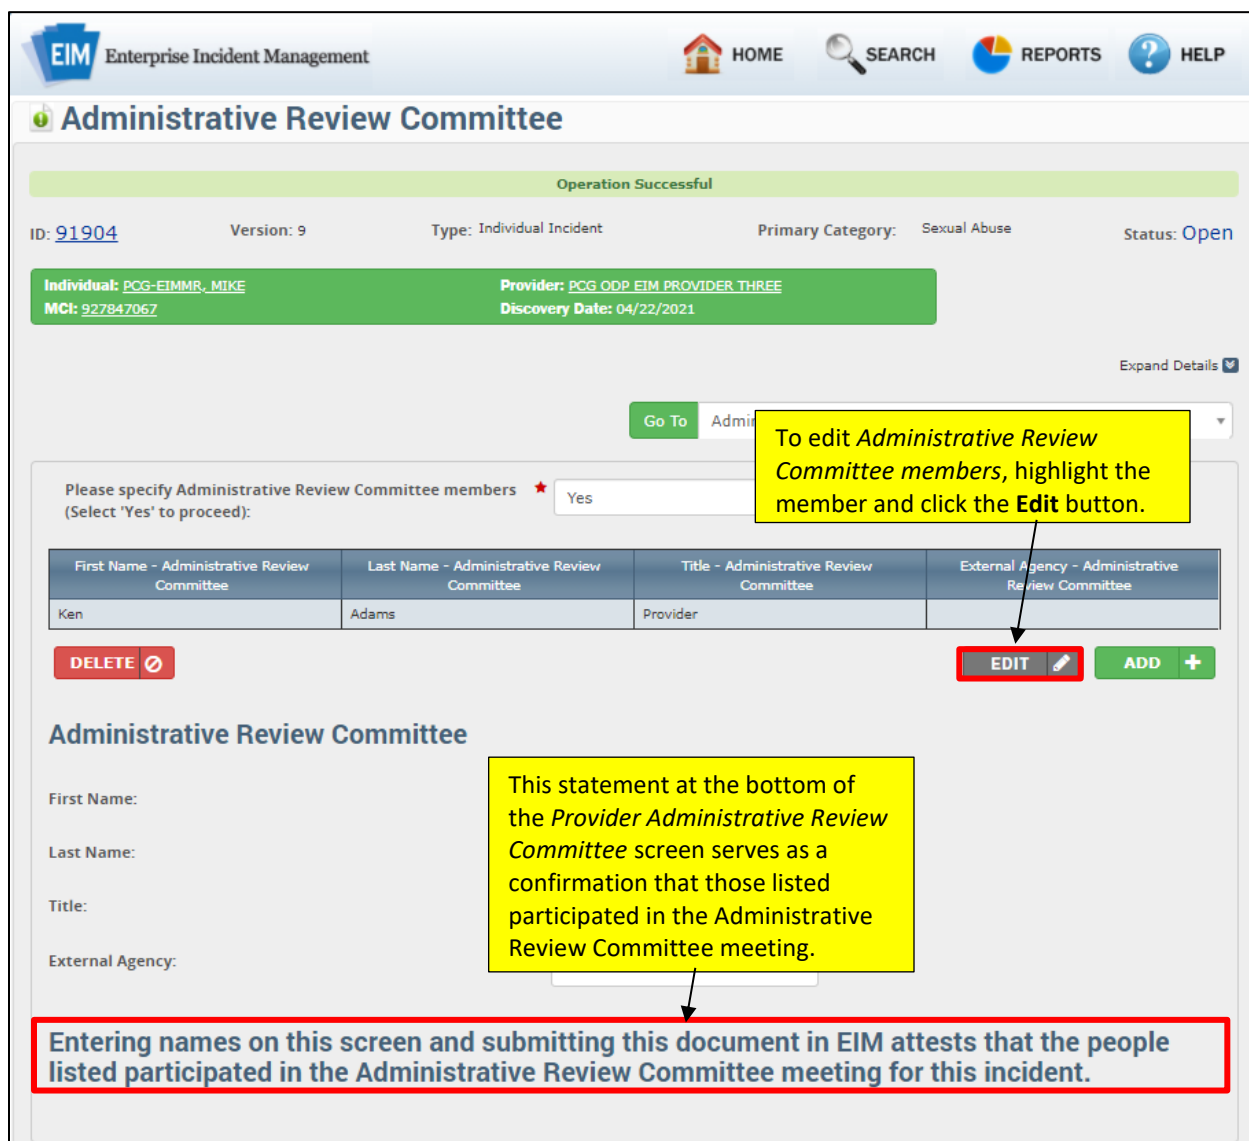 EIM Enterprise Incident Management
HOME SEARCH REPORTS ? HELP
Administrative Review Committee
Operation Successful
ID: 91904 Version: 9 Type: Individual Incident Primary Category: Sexual Abuse Status: Open
Individual: PCG-EIMMR, MIKE Provider: PCG ODP EIM PROVIDER THREE
MCI: 927847067 Discovery Date: 04/22/2021
Expand Details
Go To
To edit Administrative Review
Committee members, highlight the
member and click the Edit button.
Please specify Administrative Review Committee members ★ Yes
(Select 'Yes' to proceed):
First Name - Administrative Review
Committee
Last Name - Administrative Review
Committee
Title - Administrative Review
Committee
External Agency - Administrative
Review Committee
Ken Adams Provider
DELETE EDIT ADD +
Administrative Review Committee
First Name:
Last Name:
Title:
External Agency:
This statement at the bottom of
the Provider Administrative Review
Committee screen serves as a
confirmation that those listed
participated in the Administrative
Review Committee meeting.
Entering names on this screen and submitting this document in EIM attests that the people
listed participated in the Administrative Review Committee meeting for this incident.